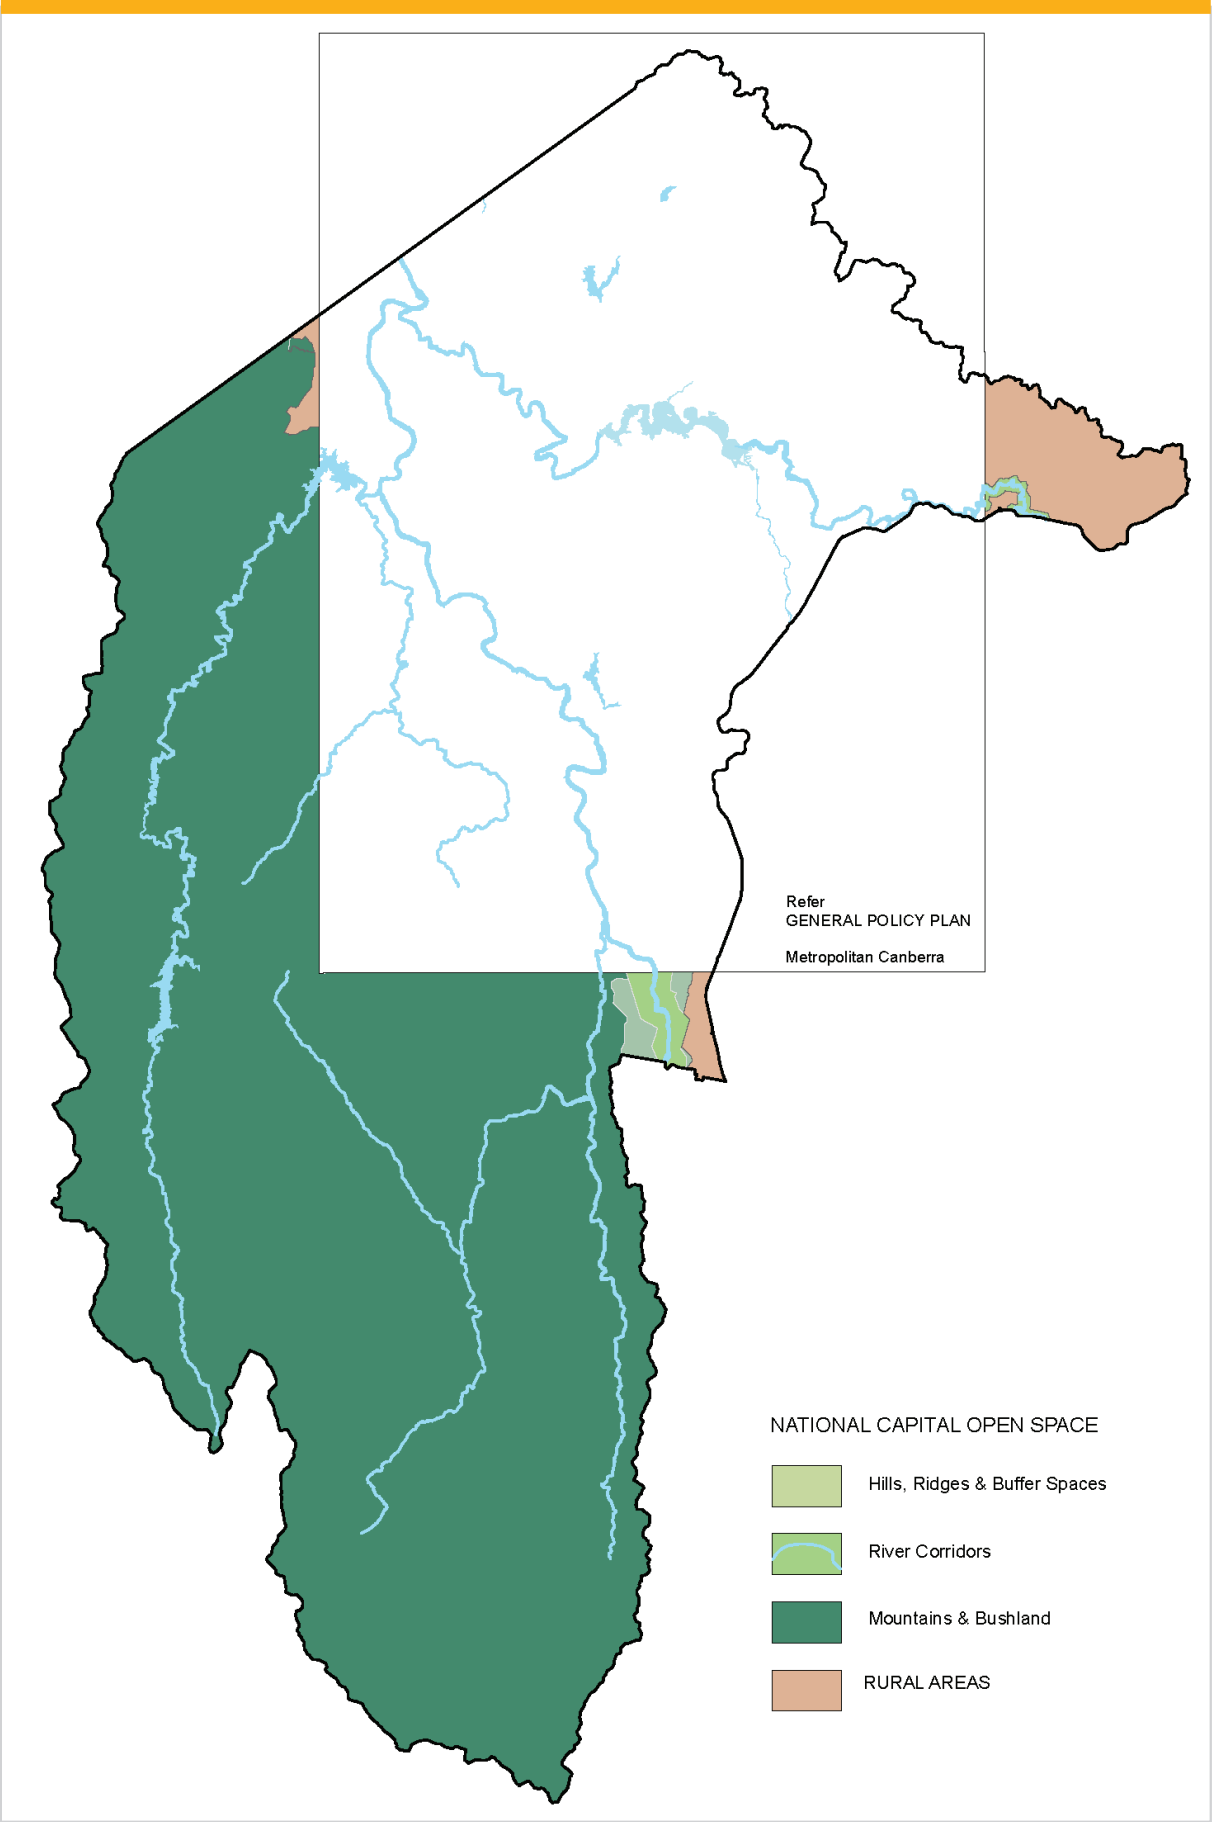 Refer
GENERAL POLICY PLAN
Metropolitan Canberra
NATIONAL CAPITAL OPEN SPACE
Hills, Ridges & Buffer Spaces
River Corridors
Mountains & Bushland
RURAL AREAS